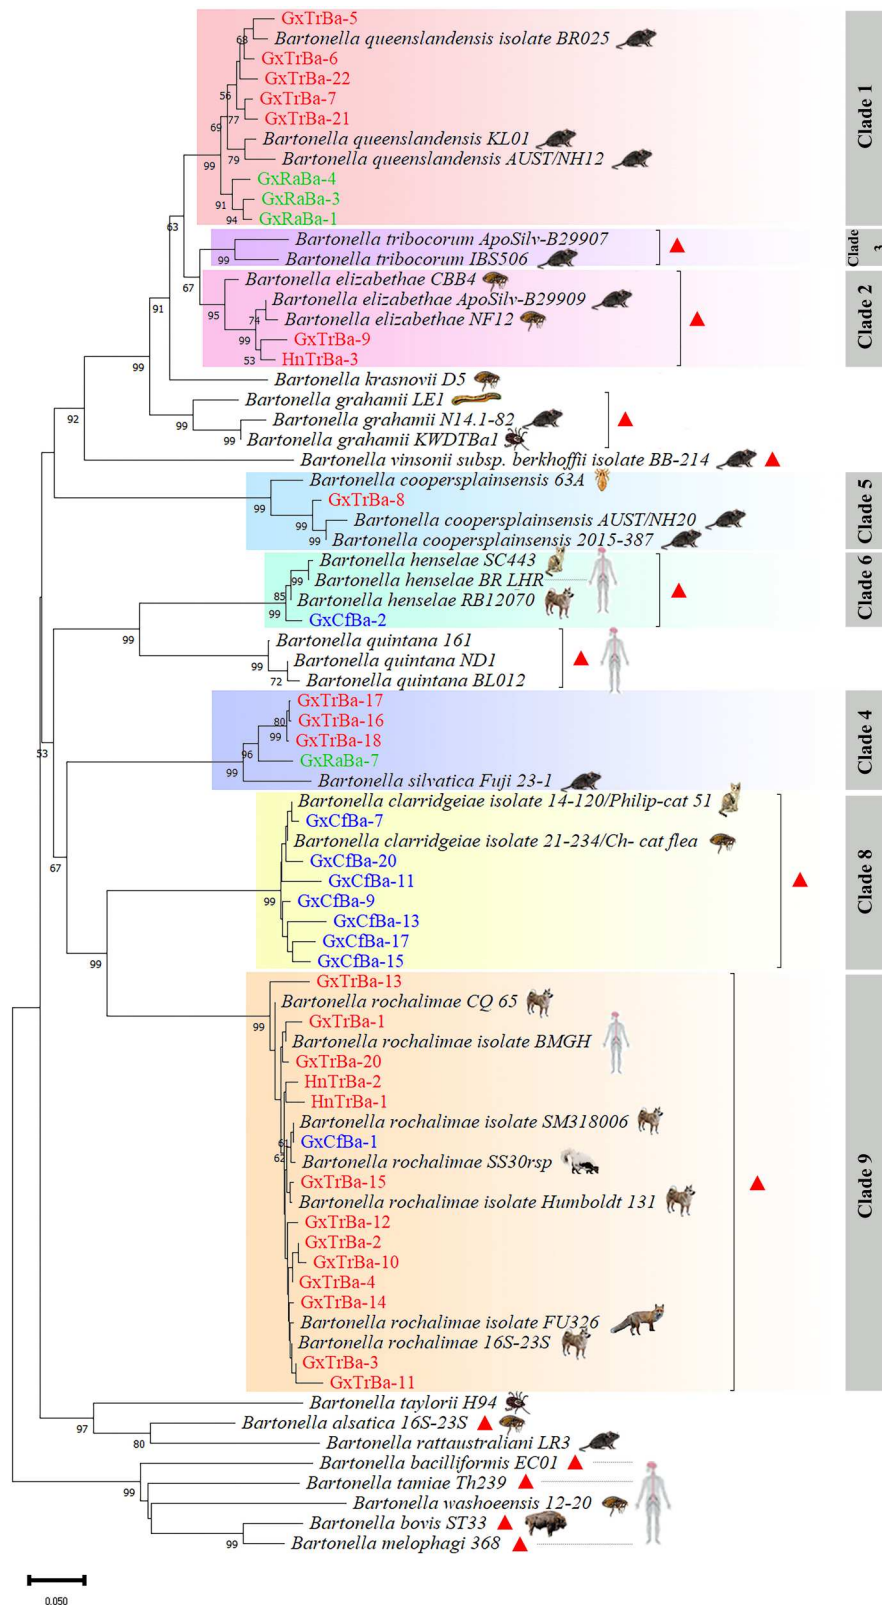 GxTrBa-5
Bartonella queenslandensis isolate BR025
68
GxTrBa-6
GxTrBa-22
56
GxTrBa-7
77
GxTrBa-21
69
Bartonella queenslandensis KL01
79
Bartonella queenslandensis AUST/NH12
99
GxRaBa-4
91
GxRaBa-3
94
GxRaBa-1
Clade 1
63
Bartonella tribocorum ApoSilv-B29907
99
Bartonella tribocorum IBS506
Clade 3
67
Bartonella elizabethae CBB4
95
Bartonella elizabethae ApoSilv-B29909
74
Bartonella elizabethae NF12
99
GxTrBa-9
53
HnTrBa-3
Clade 2
91
Bartonella krasnovii D5
99
Bartonella grahamii LE1
99
Bartonella grahamii N14.1-82
99
Bartonella grahamii KWDTBa1
92
Bartonella vinsonii subsp. berkhoffii isolate BB-214
Bartonella coopersplainsensis 63A
99
GxTrBa-8
99
Bartonella coopersplainsensis AUST/NH20
99
Bartonella coopersplainsensis 2015-387
Clade 5
Bartonella henselae SC443
99
Bartonella henselae BR LHR
85
Bartonella henselae RB12070
99
GxCfBa-2
Clade 6
99
Bartonella quintana 161
99
Bartonella quintana ND1
72
Bartonella quintana BL012
GxTrBa-17
80
GxTrBa-16
99
GxTrBa-18
96
GxRaBa-7
99
Bartonella silvatica Fuji 23-1
Clade 4
53
Bartonella clarridgeiae isolate 14-120/Philip-cat 51
GxCfBa-7
Bartonella clarridgeiae isolate 21-234/Ch- cat flea
67
GxCfBa-20
GxCfBa-11
99
GxCfBa-9
GxCfBa-13
GxCfBa-17
GxCfBa-15
Clade 8
99
GxTrBa-13
Bartonella rochalimae CQ 65
99
GxTrBa-1
Bartonella rochalimae isolate BMGH
GxTrBa-20
HnTrBa-2
HnTrBa-1
Bartonella rochalimae isolate SM318006
61
GxCfBa-1
62
Bartonella rochalimae SS30rsp
GxTrBa-15
Bartonella rochalimae isolate Humboldt 131
GxTrBa-12
GxTrBa-2
GxTrBa-10
GxTrBa-4
GxTrBa-14
Bartonella rochalimae isolate FU326
Bartonella rochalimae 16S-23S
GxTrBa-3
GxTrBa-11
Clade 9
Bartonella taylorii H94
97
Bartonella alsatica 16S-23S
80
Bartonella rattaustraliani LR3
Bartonella bacilliformis EC01
99
Bartonella tamiae Th239
Bartonella washoeensis 12-20
Bartonella bovis ST33
99
Bartonella melophagi 368
0.050